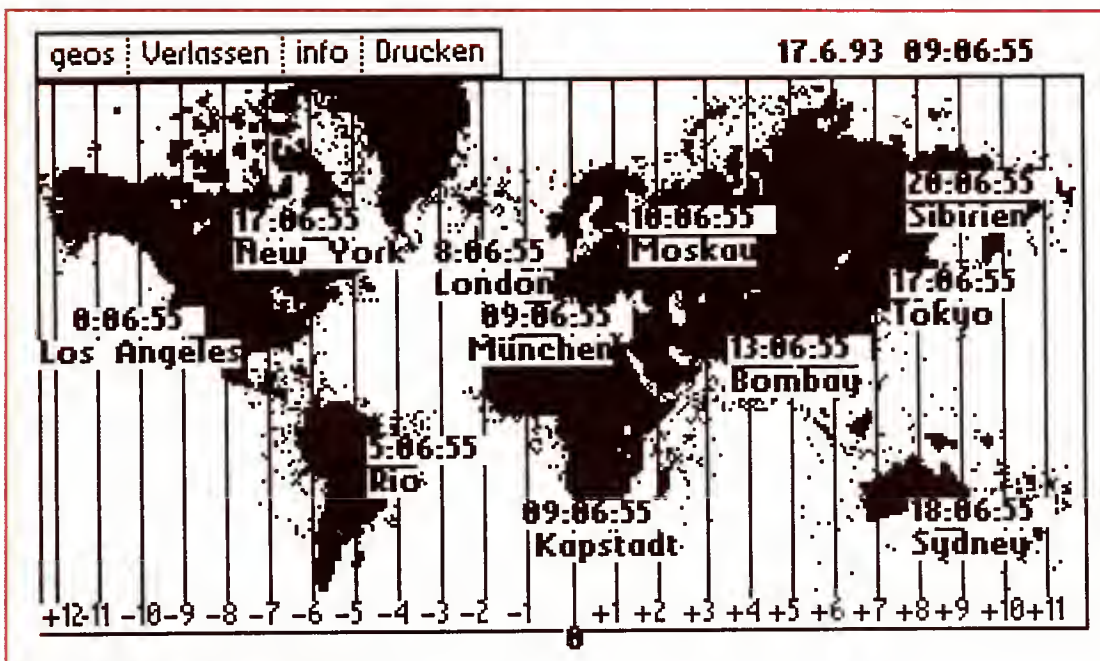 geos Verlassen info Drucken
17.6.93 09:06:55
20:06:55
Sibirien
17:06:55
New York
10:06:55
Moskau
8:06:55
London
17:06:55
Tokyo
0:06:55
Los Angeles
09:06:55
München
13:06:55
Bombay
5:06:55
Rio
09:06:55
Kapstadt
18:06:55
Sydney
+12 -11 -10 -9 -8 -7 -6 -5 -4 -3 -2 -1 +1 +2 +3 +4 +5 +6 +7 +8 +9 +10 +11
0